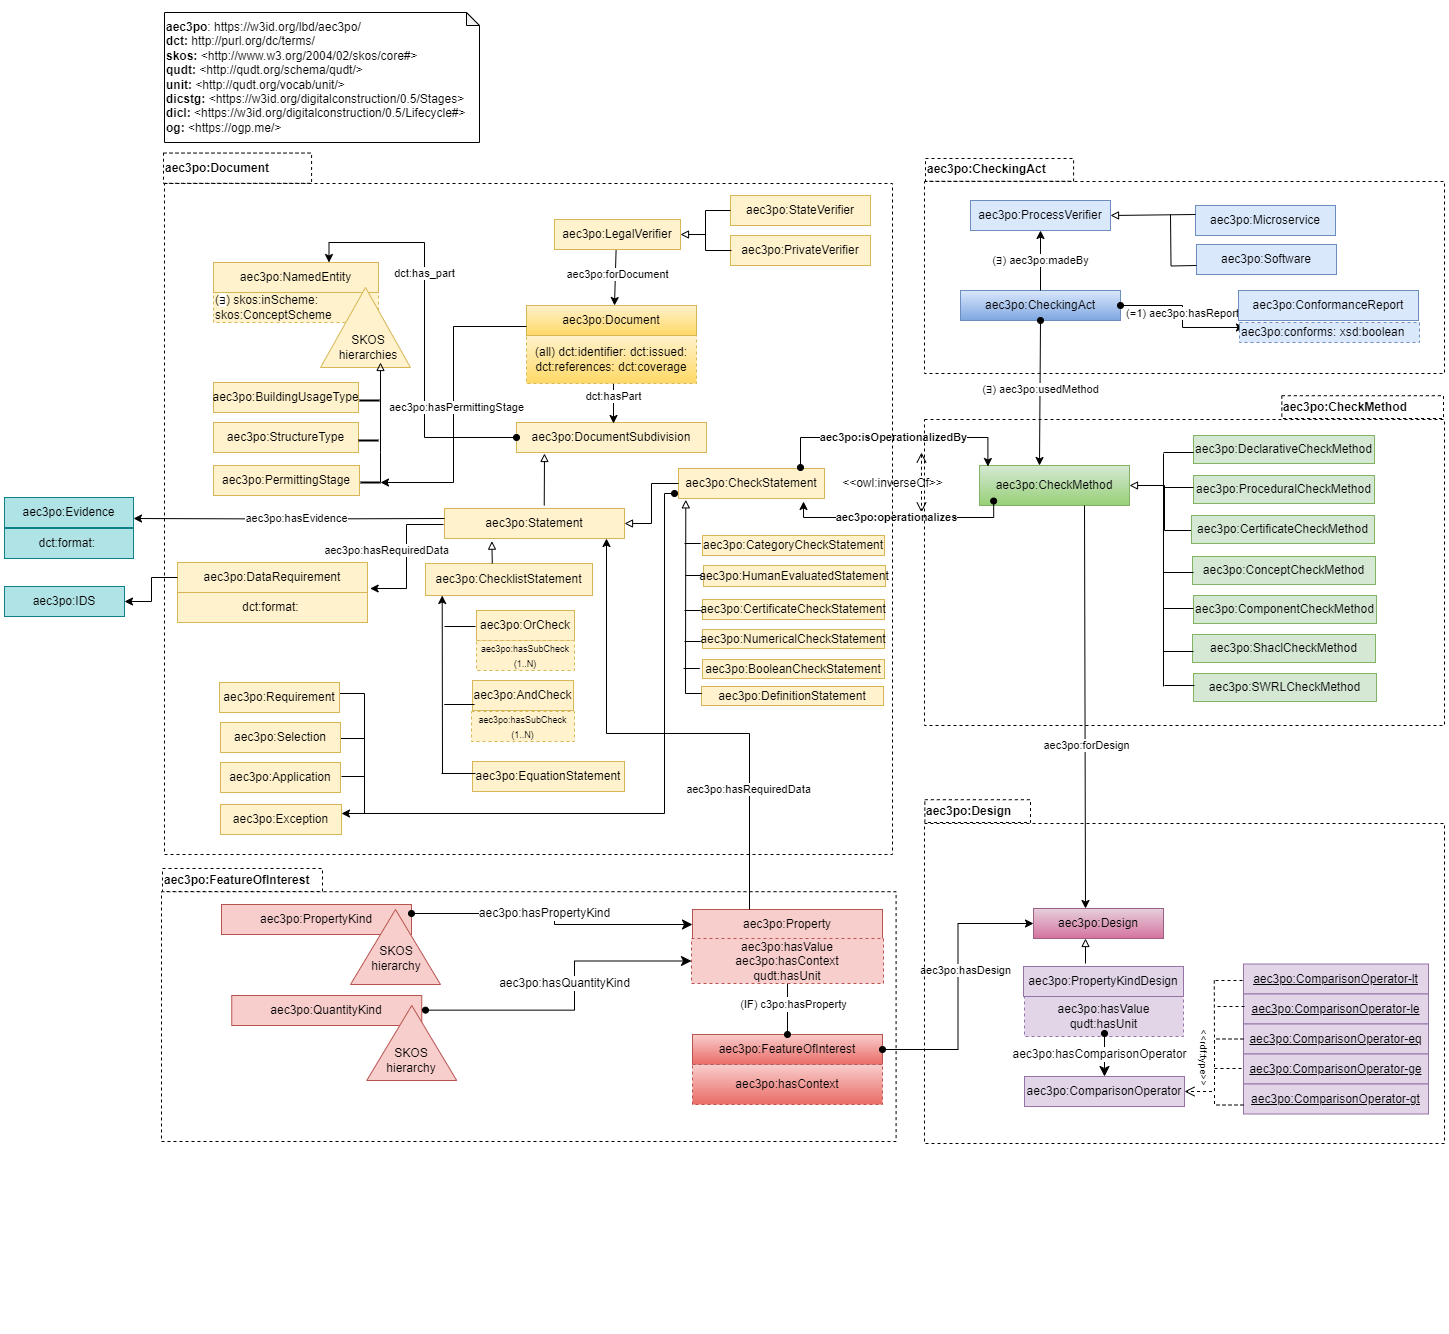 aec3po: https://w3id.org/lbd/aec3po/
dct: http://purl.org/dc/terms/
skos: <http://www.w3.org/2004/02/skos/core#>
qudt: <http://qudt.org/schema/qudt/>
unit: <http://qudt.org/vocab/unit/>
dicstg: <https://w3id.org/digitalconstruction/0.5/Stages>
dicl: <https://w3id.org/digitalconstruction/0.5/Lifecycle#>
og: <https://ogp.me/>
aec3po:Document
aec3po:StateVerifier
aec3po:LegalVerifier
aec3po:PrivateVerifier
aec3po:forDocument
dct:has_part
aec3po:NamedEntity
(∃) skos:inScheme:
skos:ConceptScheme
SKOS
hierarchies
aec3po:Document
(all) dct:identifier: dct:issued:
dct:references: dct:coverage
dct:hasPart
aec3po:BuildingUsageType
aec3po:hasPermittingStage
aec3po:StructureType
aec3po:DocumentSubdivision
aec3po:PermittingStage
aec3po:CheckStatement
aec3po:Evidence
dct:format:
aec3po:hasEvidence
aec3po:Statement
aec3po:hasRequiredData
aec3po:DataRequirement
dct:format:
aec3po:IDS
aec3po:ChecklistStatement
aec3po:OrCheck
aec3po:hasSubCheck
(1..N)
aec3po:AndCheck
aec3po:hasSubCheck
(1..N)
aec3po:EquationStatement
aec3po:CategoryCheckStatement
aec3po:HumanEvaluatedStatement
aec3po:CertificateCheckStatement
aec3po:NumericalCheckStatement
aec3po:BooleanCheckStatement
aec3po:DefinitionStatement
aec3po:Requirement
aec3po:Selection
aec3po:Application
aec3po:Exception
aec3po:hasRequiredData
aec3po:CheckingAct
aec3po:ProcessVerifier
aec3po:Microservice
aec3po:Software
(∃) aec3po:madeBy
aec3po:CheckingAct
(=1) aec3po:hasReport
aec3po:ConformanceReport
aec3po:conforms: xsd:boolean
(∃) aec3po:usedMethod
aec3po:CheckMethod
aec3po:isOperationalizedBy
<<owl:inverseOf>>
aec3po:operationalizes
aec3po:CheckMethod
aec3po:DeclarativeCheckMethod
aec3po:ProceduralCheckMethod
aec3po:CertificateCheckMethod
aec3po:ConceptCheckMethod
aec3po:ComponentCheckMethod
aec3po:ShaclCheckMethod
aec3po:SWRLCheckMethod
aec3po:forDesign
aec3po:FeatureOfInterest
aec3po:PropertyKind
SKOS
hierarchy
aec3po:hasPropertyKind
aec3po:QuantityKind
SKOS
hierarchy
aec3po:hasQuantityKind
aec3po:Property
aec3po:hasValue
aec3po:hasContext
qudt:hasUnit
(IF) c3po:hasProperty
aec3po:FeatureOfInterest
aec3po:hasContext
aec3po:hasDesign
aec3po:Design
aec3po:Design
aec3po:PropertyKindDesign
aec3po:hasValue
qudt:hasUnit
aec3po:hasComparisonOperator
aec3po:ComparisonOperator
<<rdf:type>>
aec3po:ComparisonOperator-lt
aec3po:ComparisonOperator-le
aec3po:ComparisonOperator-eq
aec3po:ComparisonOperator-ge
aec3po:ComparisonOperator-gt